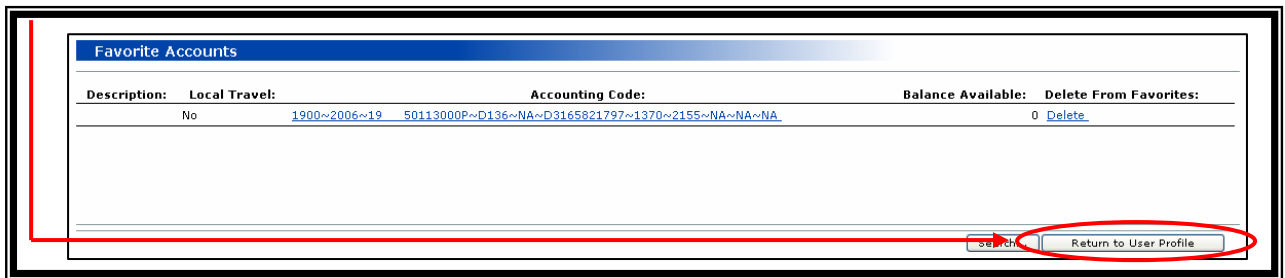 Favorite Accounts
Description: Local Travel: Accounting Code: Balance Available: Delete From Favorites:
No 1900~2006~19 50113000P~D136~NA~D3165821797~1370~2155~NA~NA~NA 0 Delete
Return to User Profile